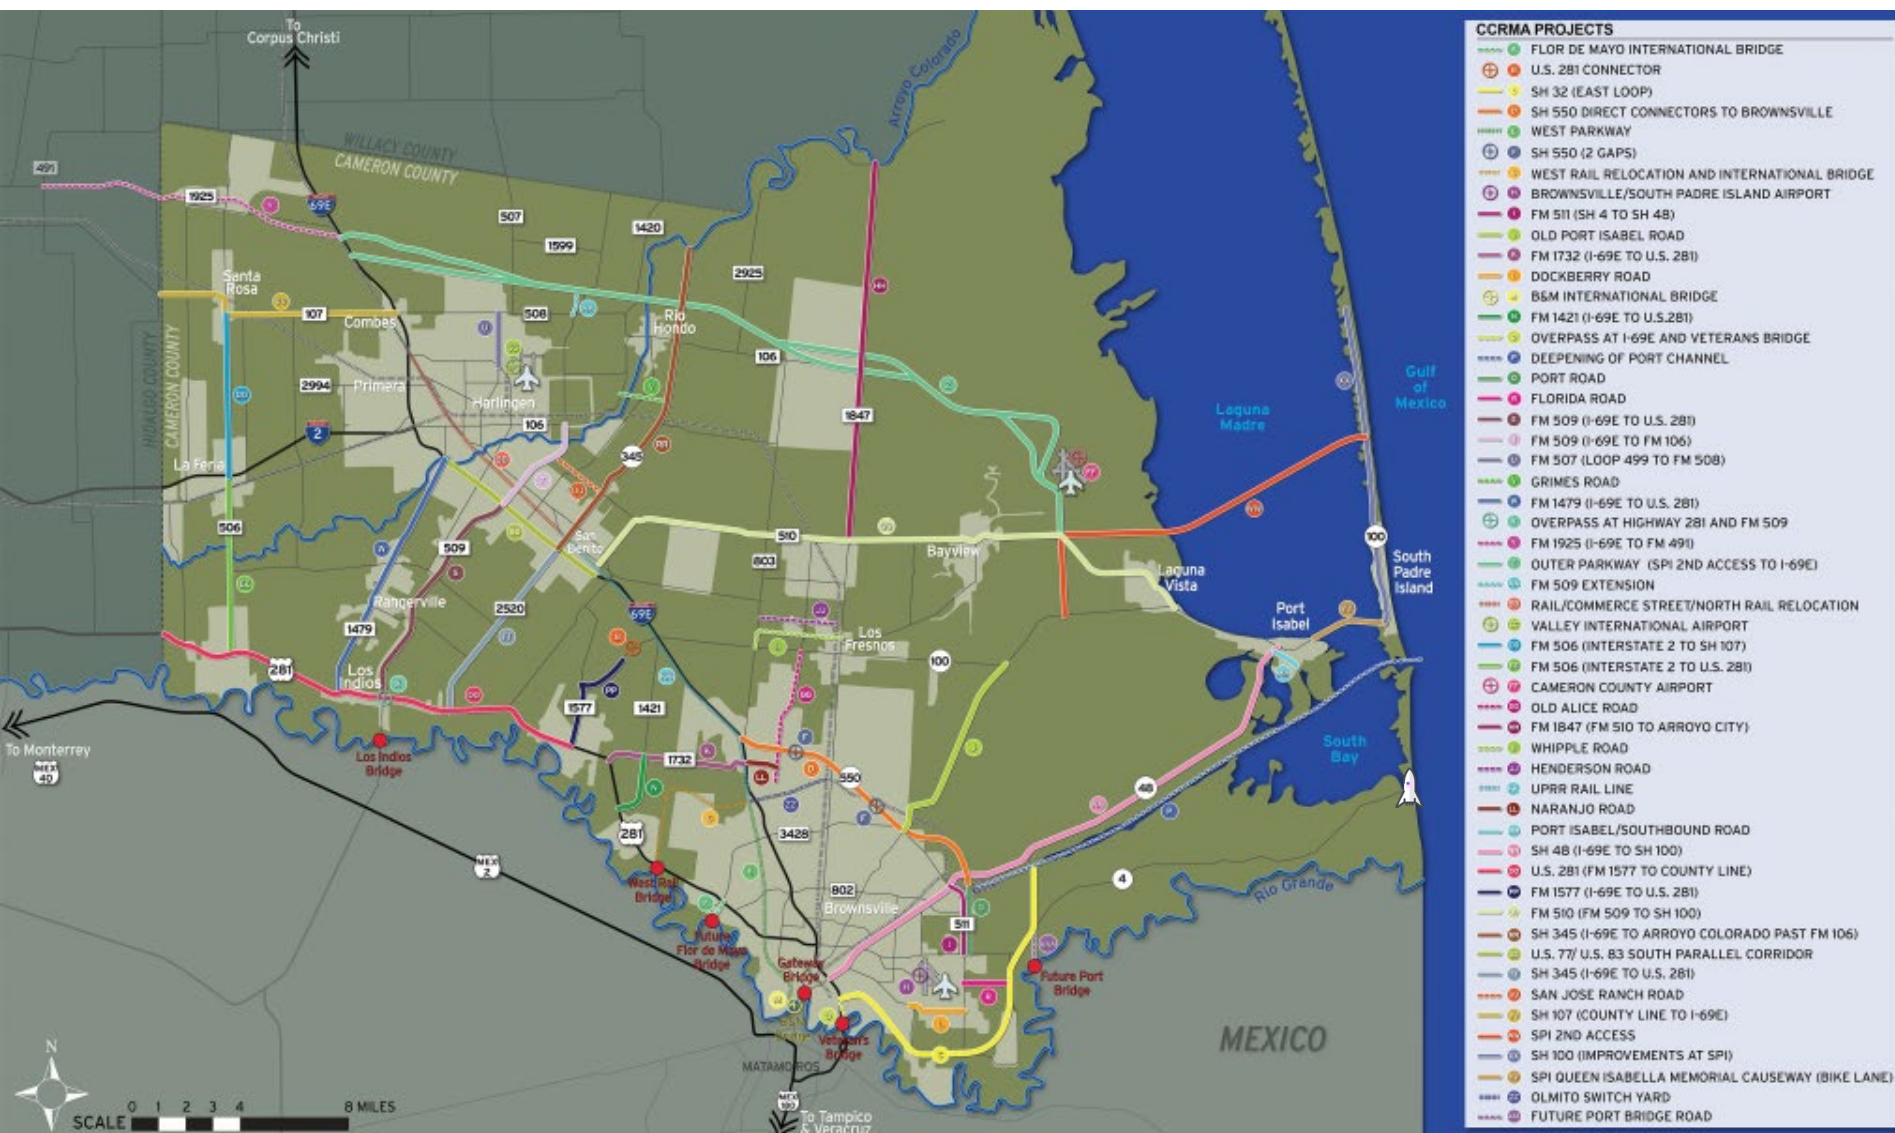 To
Corpus Christi
Arroyo Colorado
WILLACY COUNTY
CAMERON COUNTY
491
1925
69E
507
1599
1420
2925
Santa
Rosa
107
Combes
508
Rio
Hondo
106
HIDALGO COUNTY
CAMERON COUNTY
2994
Primera
Harlingen
106
1847
2
La Feria
345
Laguna
Madre
Gulf
of
Mexico
506
509
San
Benito
510
803
Bayview
Laguna
Vista
100
South
Padre
Island
Rangerville
2520
69E
1479
Los
Indios
281
Los
Fresnos
100
Port
Isabel
1577
1421
To Monterrey
MEX
40
Los Indios
Bridge
1732
550
48
South
Bay
281
3428
MEX
2
West Rail
Bridge
802
Brownsville
4
Rio Grande
511
Future
Flor de Mayo
Bridge
Gateway
Bridge
Future Port
Bridge
Veteran's
Bridge
MATAMOROS
MEXICO
MEX
180
To Tampico
& Veracruz
N
SCALE
0 1 2 3 4 8 MILES
CCRMA PROJECTS
FLOR DE MAYO INTERNATIONAL BRIDGE
U.S. 281 CONNECTOR
SH 32 (EAST LOOP)
SH 550 DIRECT CONNECTORS TO BROWNSVILLE
WEST PARKWAY
SH 550 (2 GAPS)
WEST RAIL RELOCATION AND INTERNATIONAL BRIDGE
BROWNSVILLE/SOUTH PADRE ISLAND AIRPORT
FM 511 (SH 4 TO SH 48)
OLD PORT ISABEL ROAD
FM 1732 (I-69E TO U.S. 281)
DOCKBERRY ROAD
B&M INTERNATIONAL BRIDGE
FM 1421 (I-69E TO U.S.281)
OVERPASS AT I-69E AND VETERANS BRIDGE
DEEPENING OF PORT CHANNEL
PORT ROAD
FLORIDA ROAD
FM 509 (I-69E TO U.S. 281)
FM 509 (I-69E TO FM 106)
FM 507 (LOOP 499 TO FM 508)
GRIMES ROAD
FM 1479 (I-69E TO U.S. 281)
OVERPASS AT HIGHWAY 281 AND FM 509
FM 1925 (I-69E TO FM 491)
OUTER PARKWAY (SPI 2ND ACCESS TO I-69E)
FM 509 EXTENSION
RAIL/COMMERCE STREET/NORTH RAIL RELOCATION
VALLEY INTERNATIONAL AIRPORT
FM 506 (INTERSTATE 2 TO SH 107)
FM 506 (INTERSTATE 2 TO U.S. 281)
CAMERON COUNTY AIRPORT
OLD ALICE ROAD
FM 1847 (FM 510 TO ARROYO CITY)
WHIPPLE ROAD
HENDERSON ROAD
UPRR RAIL LINE
NARANJO ROAD
PORT ISABEL/SOUTHBOUND ROAD
SH 48 (I-69E TO SH 100)
U.S. 281 (FM 1577 TO COUNTY LINE)
FM 1577 (I-69E TO U.S. 281)
FM 510 (FM 509 TO SH 100)
SH 345 (I-69E TO ARROYO COLORADO PAST FM 106)
U.S. 77/ U.S. 83 SOUTH PARALLEL CORRIDOR
SH 345 (I-69E TO U.S. 281)
SAN JOSE RANCH ROAD
SH 107 (COUNTY LINE TO I-69E)
SPI 2ND ACCESS
SH 100 (IMPROVEMENTS AT SPI)
SPI QUEEN ISABELLA MEMORIAL CAUSEWAY (BIKE LANE)
OLMITO SWITCH YARD
FUTURE PORT BRIDGE ROAD